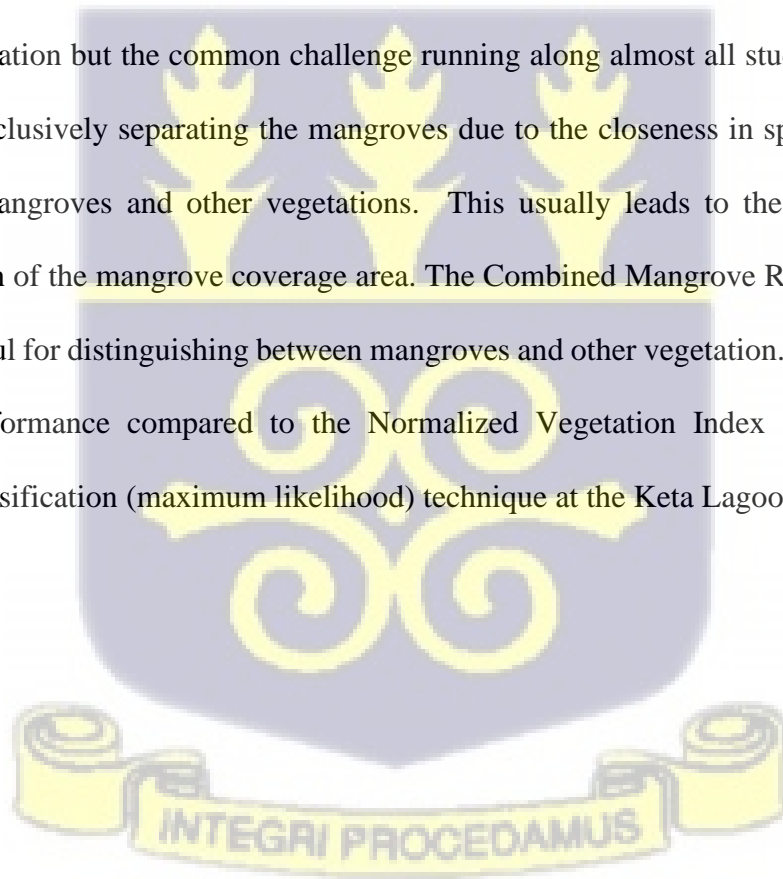 ation but the common challenge running along almost all stu
clusively separating the mangroves due to the closeness in sp
angroves and other vegetations. This usually leads to the
of the mangrove coverage area. The Combined Mangrove R
ul for distinguishing between mangroves and other vegetation.
formance compared to the Normalized Vegetation Index
sification (maximum likelihood) technique at the Keta Lagoo
INTEGRI PROCEDAMUS